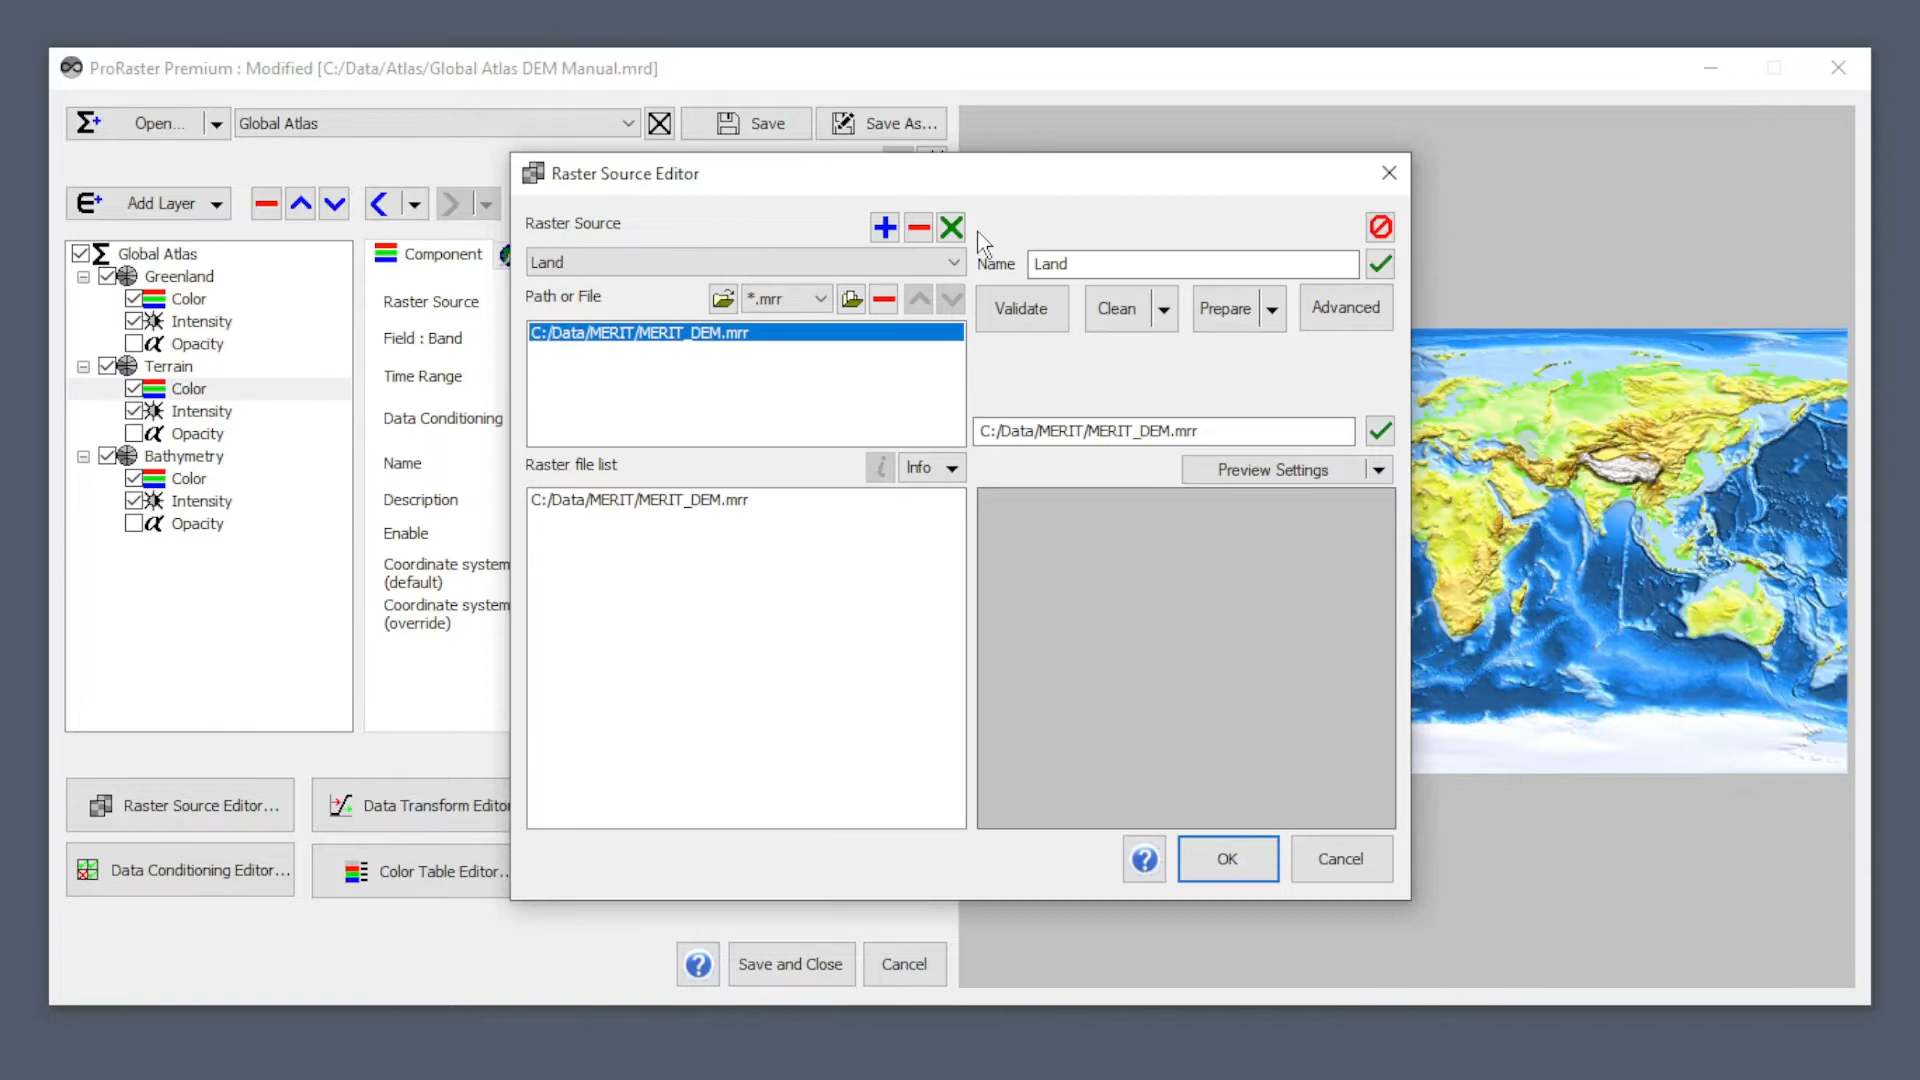 ProRaster Premium : Modified [C:/Data/Atlas/Global Atlas DEM Manual.mrd]
Open...
Global Atlas
Save
Save As...
Add Layer
Global Atlas
Greenland
Color
Intensity
Opacity
Terrain
Color
Intensity
Opacity
Bathymetry
Color
Intensity
Opacity
Component
Raster Source
Field : Band
Time Range
Data Conditioning
Name
Description
Enable
Coordinate system
(default)
Coordinate system
(override)
Raster Source Editor...
Data Transform Editor
Data Conditioning Editor...
Color Table Editor...
Save and Close
Cancel
Raster Source Editor
Raster Source
Land
Name
Land
Path or File
*.mrr
Validate
Clean
Prepare
Advanced
C:/Data/MERIT/MERIT_DEM.mrr
C:/Data/MERIT/MERIT_DEM.mrr
Raster file list
Info
Preview Settings
C:/Data/MERIT/MERIT_DEM.mrr
OK
Cancel